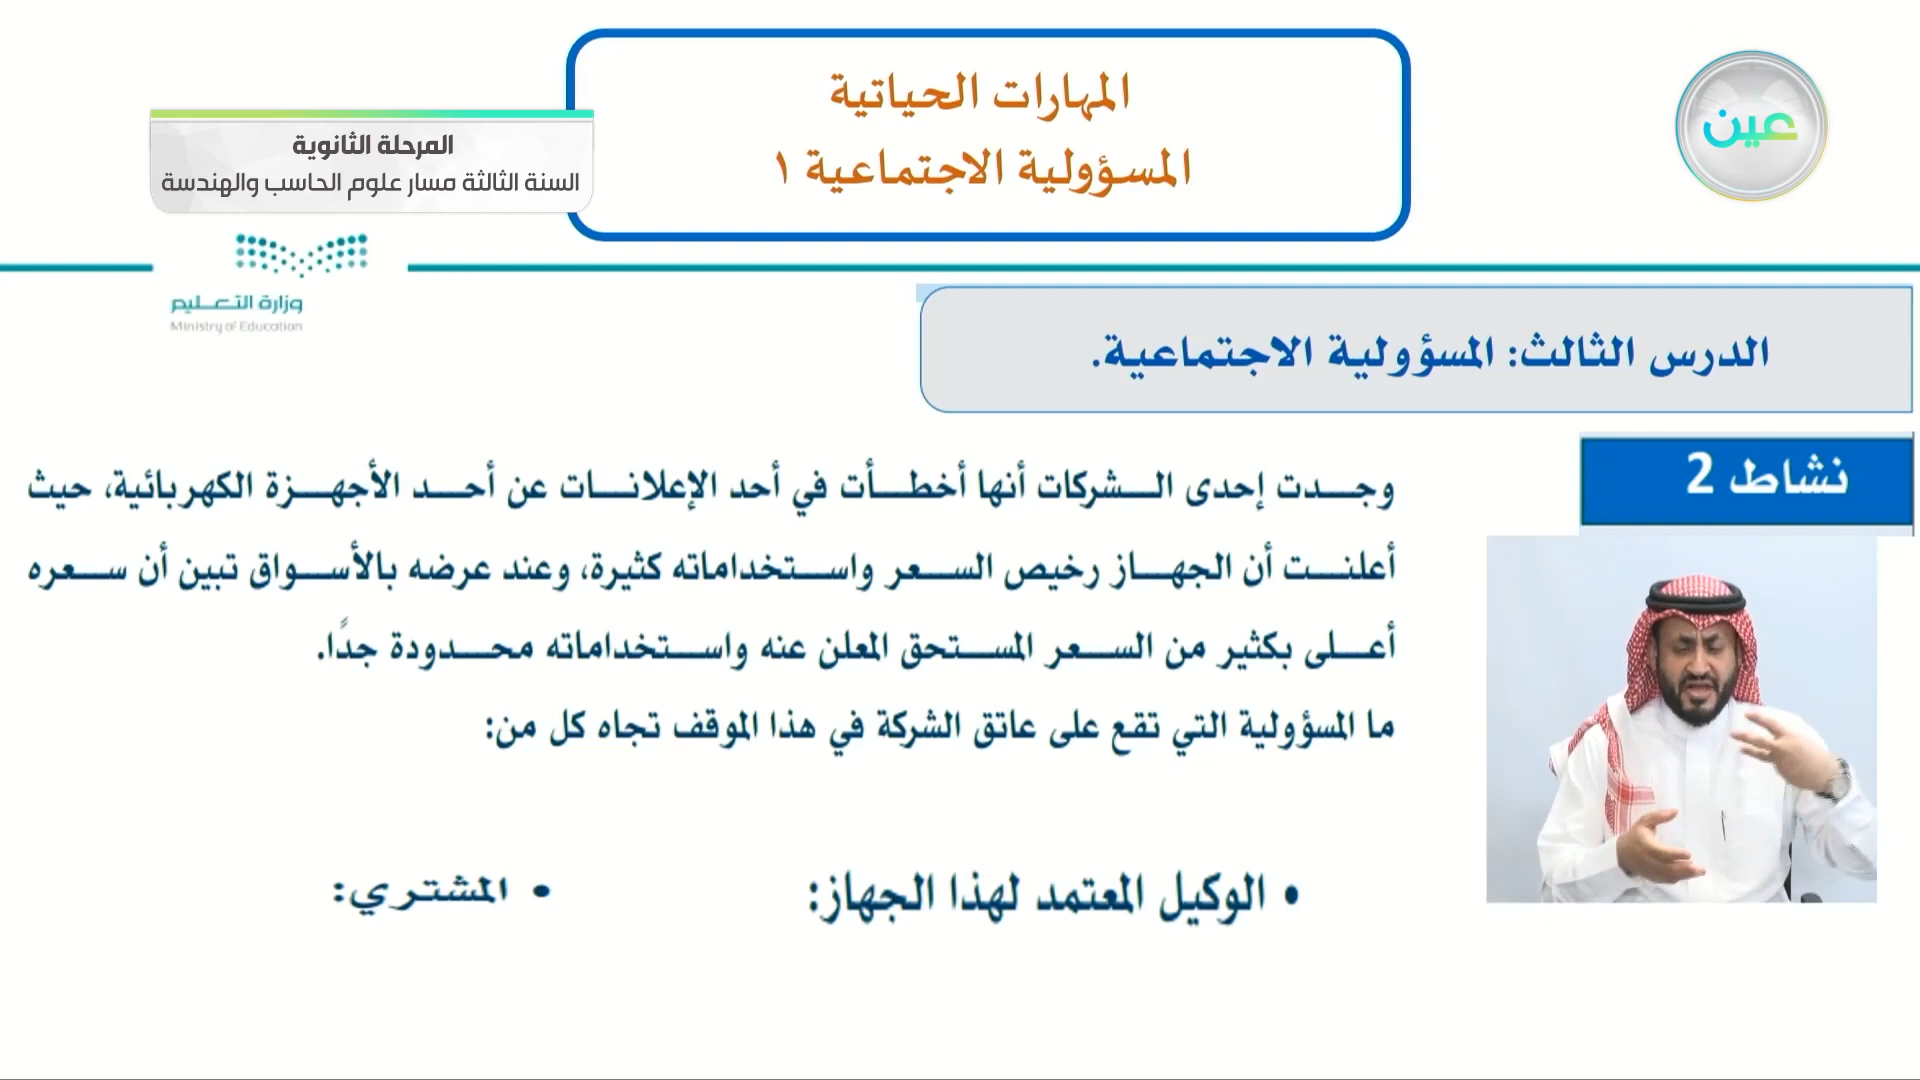 المهارات الحياتية
المسؤولية الاجتماعية ١
عين
المرحلة الثانوية
السنة الثالثة مسار علوم الحاسب والهندسة
وزارة التعليم
Ministry of Education
الدرس الثالث: المسؤولية الاجتماعية.
نشاط 2
وجدت إحدى الشركات أنها أخطأت في أحد الإعلانات عن أحد الأجهزة الكهربائية، حيث
أعلنت أن الجهاز رخيص السعر واستخداماته كثيرة، وعند عرضه بالأسواق تبين أن سعره
أعلى بكثير من السعر المستحق المعلن عنه واستخداماته محدودة جدًا.
ما المسؤولية التي تقع على عاتق الشركة في هذا الموقف تجاه كل من:
• الوكيل المعتمد لهذا الجهاز:
• المشتري: